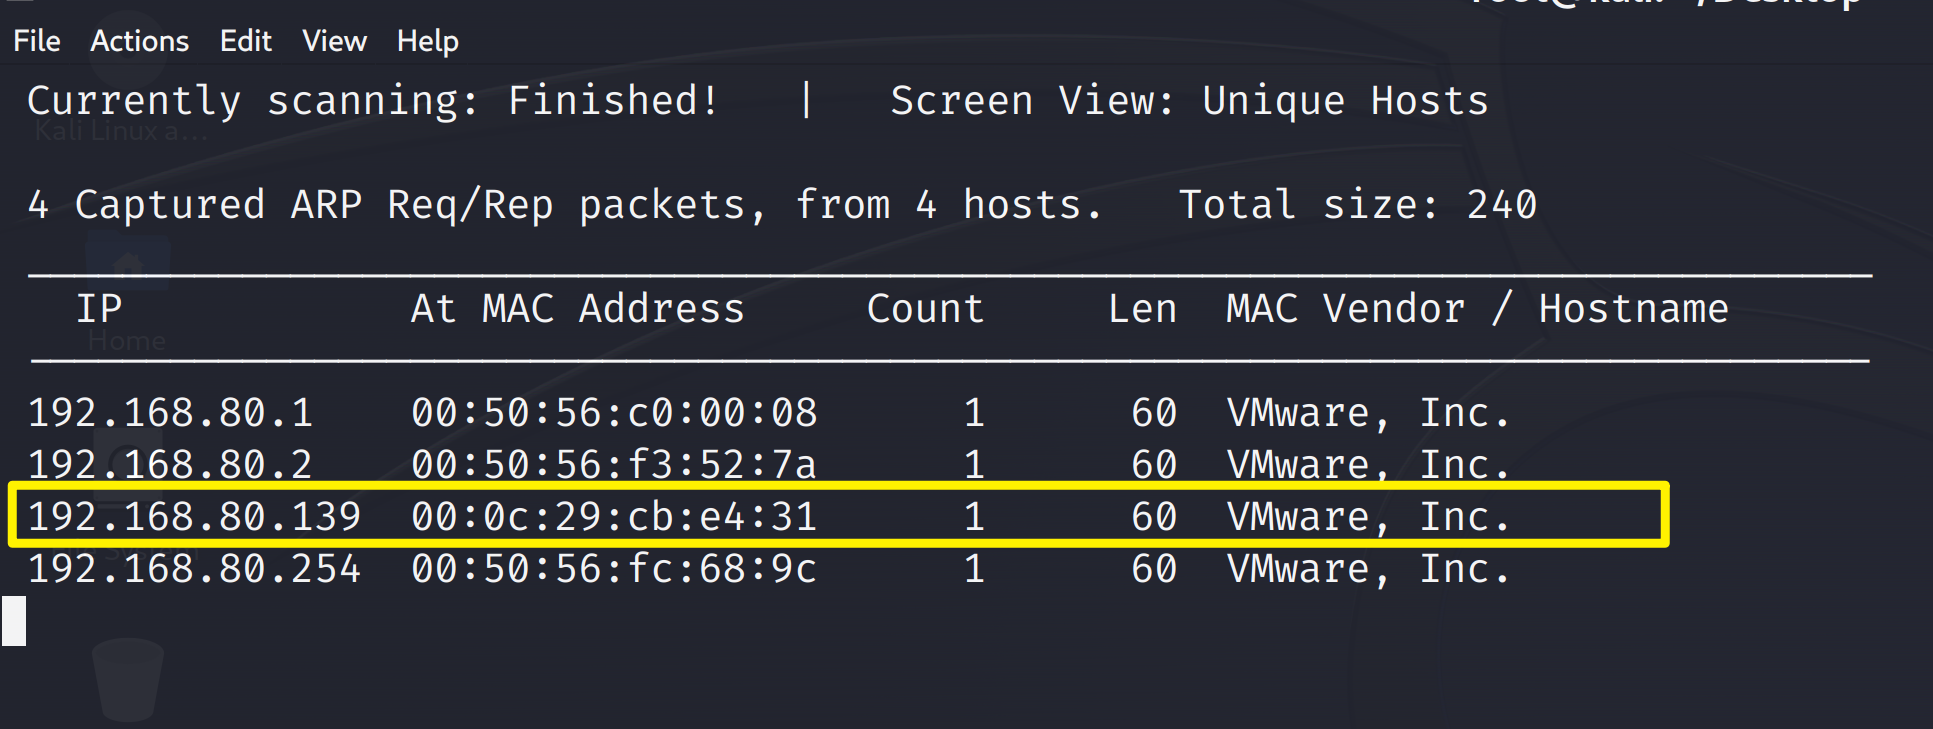 File Actions Edit View Help
Currently scanning: Finished! | Screen View: Unique Hosts
Kali Linux a...
4 Captured ARP Req/Rep packets, from 4 hosts. Total size: 240
IP At MAC Address Count Len MAC Vendor / Hostname
Home
192.168.80.1 00:50:56:c0:00:08 1 60 VMware, Inc.
192.168.80.2 00:50:56:f3:52:7a 1 60 VMware, Inc.
192.168.80.139 00:0c:29:cb:e4:31 1 60 VMware, Inc.
192.168.80.254 00:50:56:fc:68:9c 1 60 VMware, Inc.